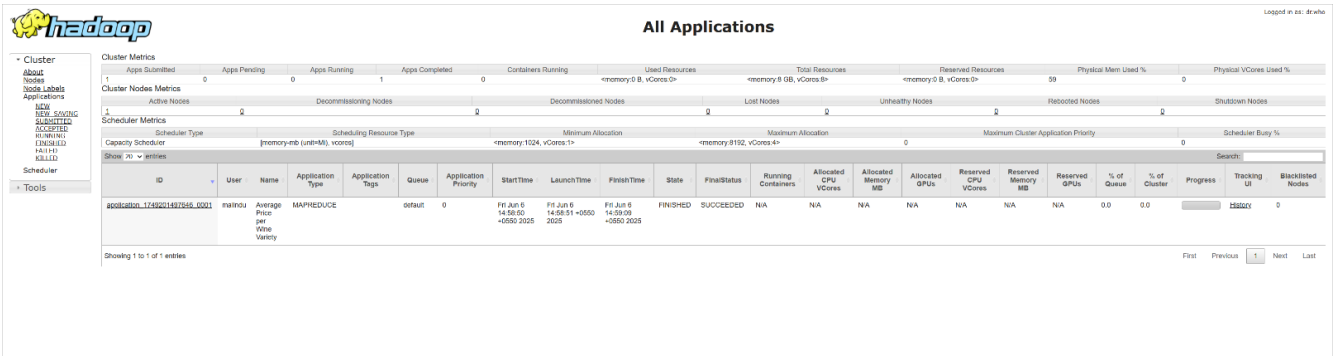 Logged in as: dr.who
hadoop
All Applications
Cluster
About
Nodes
Node Labels
Applications
NEW
NEW_SAVING
SUBMITTED
ACCEPTED
RUNNING
FINISHED
FAILED
KILLED
Scheduler
Tools
Cluster Metrics
Apps Submitted Apps Pending Apps Running Apps Completed Containers Running Used Resources Total Resources Reserved Resources Physical Mem Used % Physical VCores Used %
1 0 0 1 0 <memory:0 B, vCores:0> <memory:8 GB, vCores:8> <memory:0 B, vCores:0> 59 0
Cluster Nodes Metrics
Active Nodes Decommissioning Nodes Decommissioned Nodes Lost Nodes Unhealthy Nodes Rebooted Nodes Shutdown Nodes
1 0 0 0 0 0 0
Scheduler Metrics
Scheduler Type Scheduling Resource Type Minimum Allocation Maximum Allocation Maximum Cluster Application Priority Scheduler Busy %
Capacity Scheduler [memory-mb (unit=Mi), vcores] <memory:1024, vCores:1> <memory:8192, vCores:4> 0 0
Show 20 entries Search:
ID User Name Application Type Application Tags Queue Application Priority StartTime LaunchTime FinishTime State FinalStatus Running Containers Allocated CPU VCores Allocated Memory MB Allocated GPUs Reserved CPU VCores Reserved Memory MB Reserved GPUs % of Queue % of Cluster Progress Tracking UI Blacklisted Nodes
application_1749201497646_0001 malindu Average Price per Wine Variety MAPREDUCE default 0 Fri Jun 6 14:58:50 +0550 2025 Fri Jun 6 14:58:51 +0550 2025 Fri Jun 6 14:59:09 +0550 2025 FINISHED SUCCEEDED N/A N/A N/A N/A N/A N/A N/A 0.0 0.0 History 0
Showing 1 to 1 of 1 entries First Previous 1 Next Last